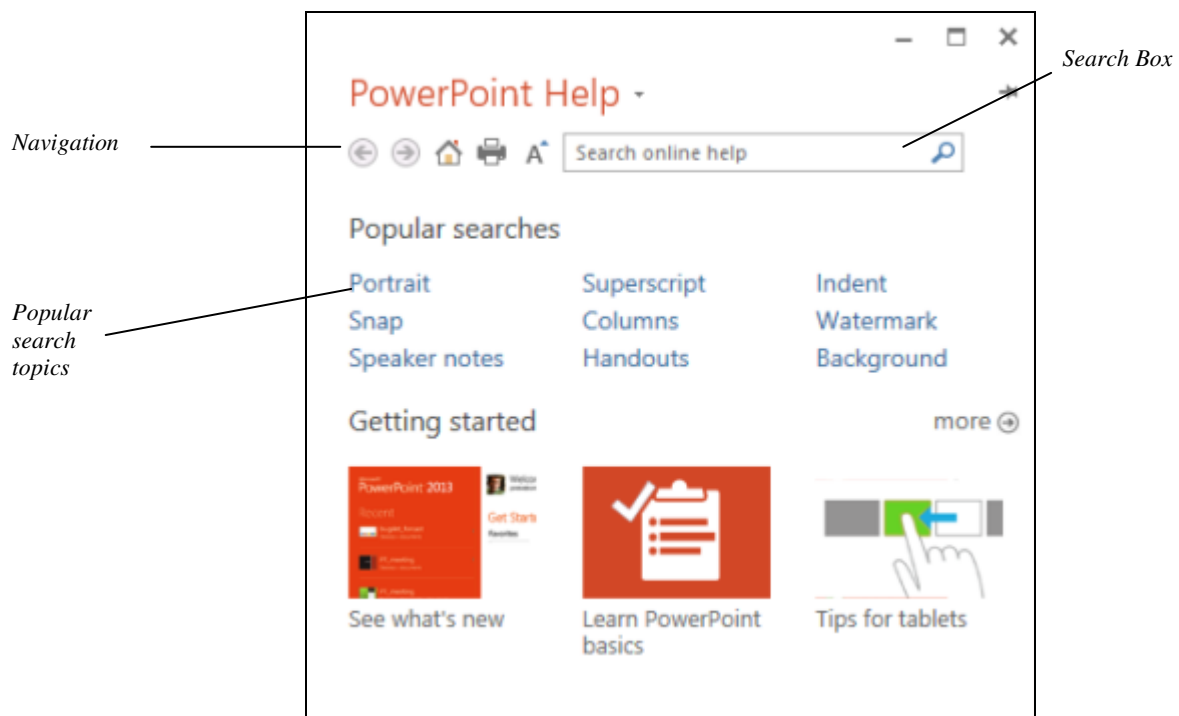 Search Box
PowerPoint Help
Navigation
A
Search online help
Popular searches
Portrait Superscript Indent
Popular
search
topics
Snap Columns Watermark
Speaker notes Handouts Background
Getting started more
PowerPoint 2013
Recent
Get Starte
Favorites
See what's new
Learn PowerPoint
basics
Tips for tablets